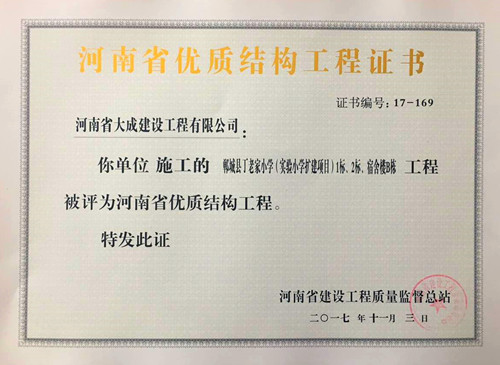 河南省优质结构工程证书
证书编号:17-169
河南省大成建设工程有限公司:
你单位 施工的 郸城县丁老家小学(实验小学扩建项目)1标、2标、宿舍楼B栋 工程
被评为河南省优质结构工程。
特发此证
河南省建设工程质量监督总站
二〇一七 年 十一 月 三 日